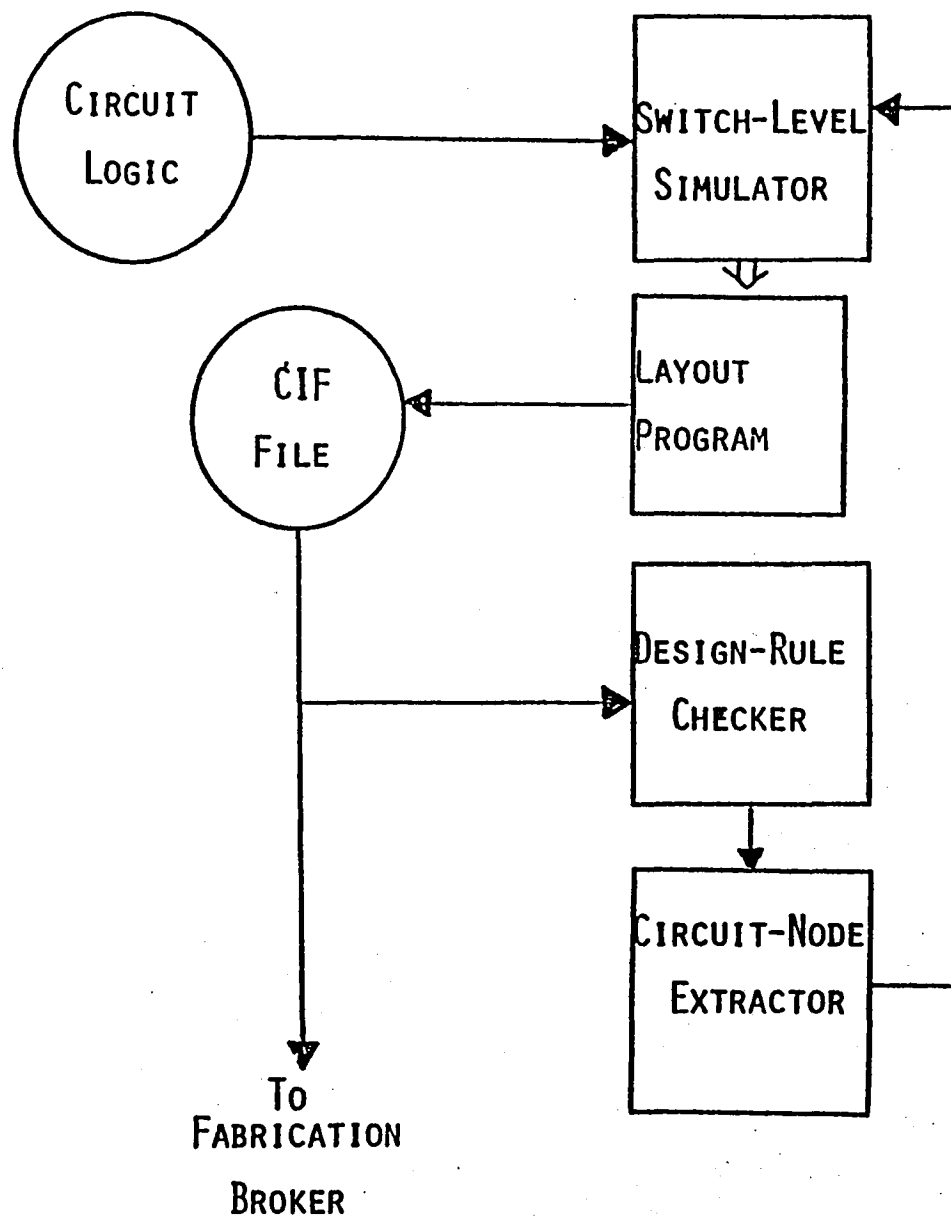 CIRCUIT
LOGIC
SWITCH-LEVEL
SIMULATOR
LAYOUT
PROGRAM
CIF
FILE
DESIGN-RULE
CHECKER
CIRCUIT-NODE
EXTRACTOR
TO
FABRICATION
BROKER